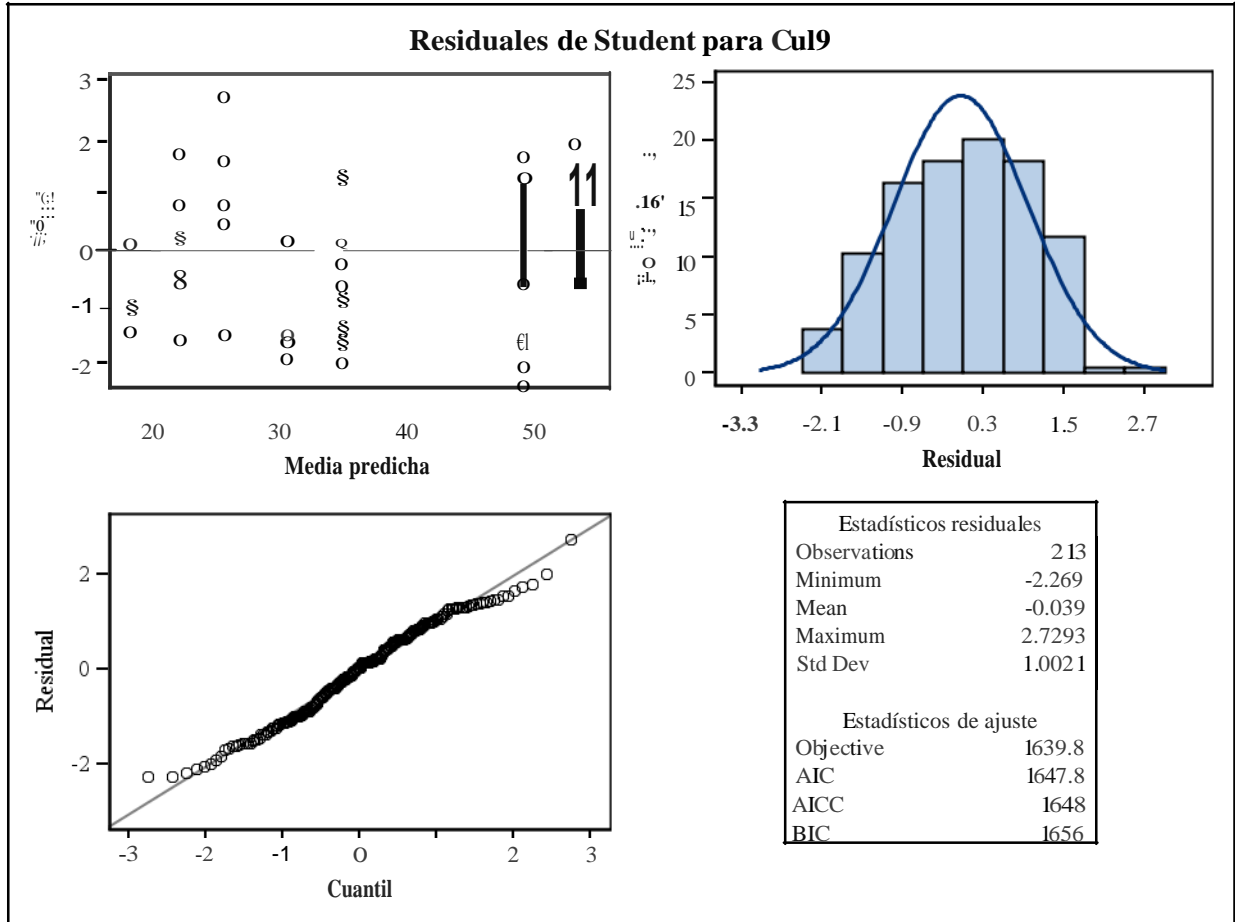 Residuales de Student para Cul9
3
2
0
-1
-2
20
30
40
50
Media predicha
25
20
15
10
5
0
.16'
-3.3
-2.1
-0.9
0.3
1.5
2.7
Residual
Residual
2
0
-2
-3
-2
-1
O
2
3
Cuantil
Estadísticos residuales
Observations 213
Minimum -2.269
Mean -0.039
Maximum 2.7293
Std Dev 1.0021
Estadísticos de ajuste
Objective 1639.8
AIC 1647.8
AICC 1648
BIC 1656